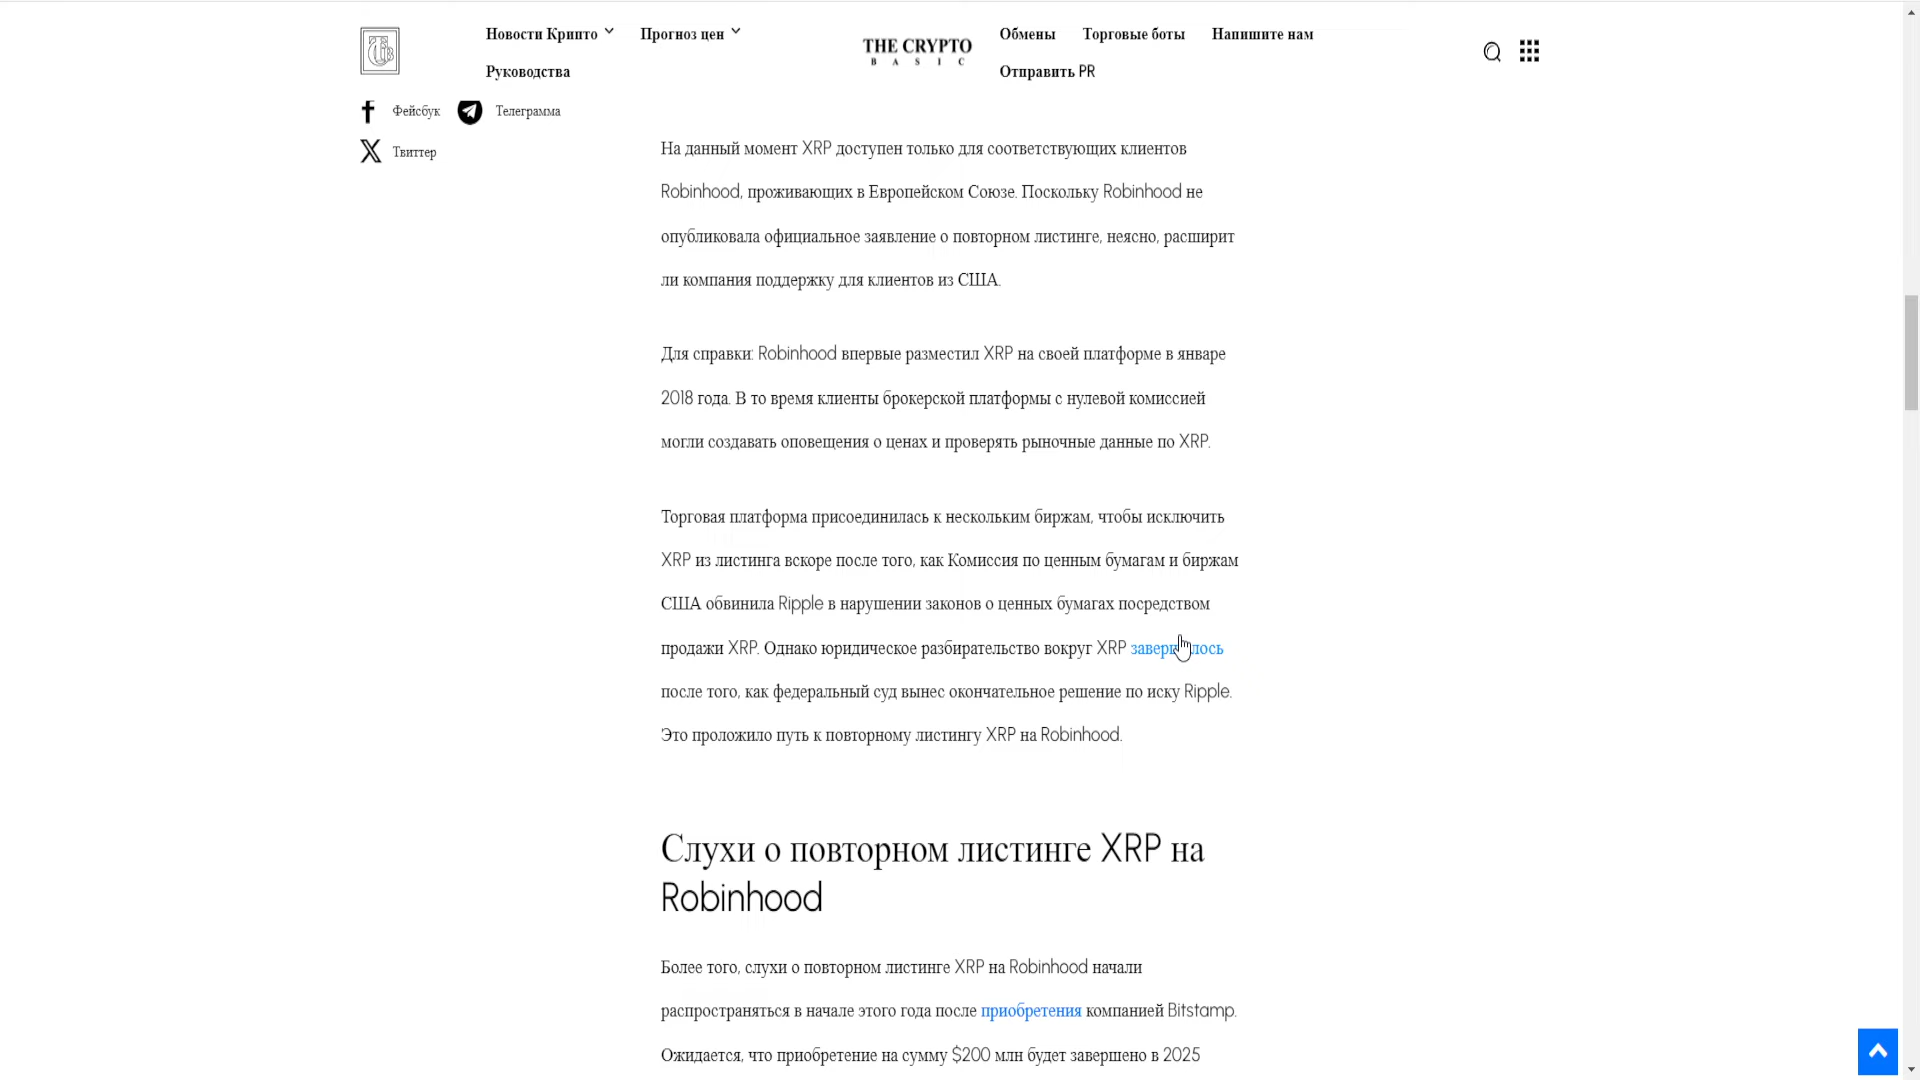 Новости Крипто
Прогноз цен
Руководства
THE CRYPTO
BASIC
Обмены
Торговые боты
Напишите нам
Отправить PR
Фейсбук
Телеграмма
Твиттер
На данный момент XRP доступен только для соответствующих клиентов
Robinhood, проживающих в Европейском Союзе. Поскольку Robinhood не
опубликовала официальное заявление о повторном листинге, неясно, расширит
ли компания поддержку для клиентов из США.
Для справки: Robinhood впервые разместил XRP на своей платформе в январе
2018 года. В то время клиенты брокерской платформы с нулевой комиссией
могли создавать оповещения о ценах и проверять рыночные данные по XRP.
Торговая платформа присоединилась к нескольким биржам, чтобы исключить
XRP из листинга вскоре после того, как Комиссия по ценным бумагам и биржам
США обвинила Ripple в нарушении законов о ценных бумагах посредством
продажи XRP. Однако юридическое разбирательство вокруг XRP завершилось
после того, как федеральный суд вынес окончательное решение по иску Ripple.
Это проложило путь к повторному листингу XRP на Robinhood.
Слухи о повторном листинге XRP на
Robinhood
Более того, слухи о повторном листинге XRP на Robinhood начали
распространяться в начале этого года после приобретения компанией Bitstamp.
Ожидается, что приобретение на сумму $200 млн будет завершено в 2025